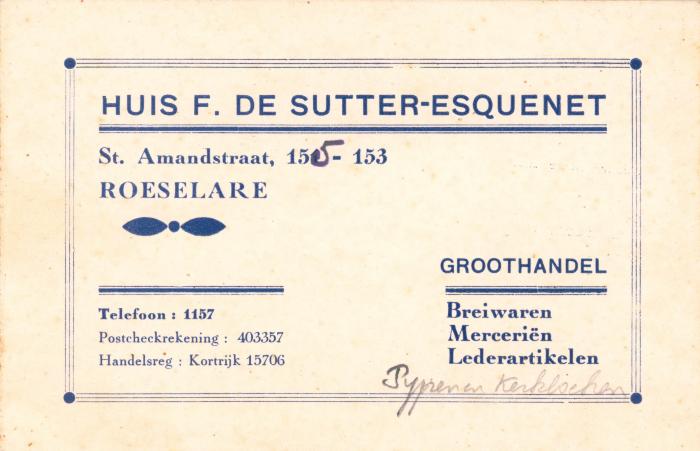 HUIS F. DE SUTTER-ESQUENET
St. Amandstraat, 155- 153
ROESELARE
GROOTHANDEL
Telefoon : 1157
Postcheckrekening : 403357
Handelsreg : Kortrijk 15706
Breiwaren
Merceriën
Lederartikelen